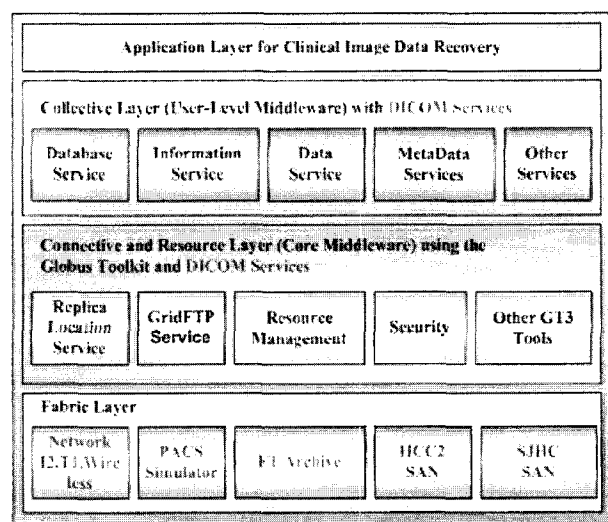 Application Layer for Clinical Image Data Recovery
Collective Layer (User-Level Middleware) with DICOM Services
Database
Service
Information
Service
Data
Service
MetaData
Services
Other
Services
Connective and Resource Layer (Core Middleware) using the
Globus Toolkit and DICOM Services
Replica
Location
Service
GridFTP
Service
Resource
Management
Security
Other GT3
Tools
Fabric Layer
Network
I2,T1,Wire
less
PACS
Simulator
FT Archive
HCC2
SAN
SJHC
SAN